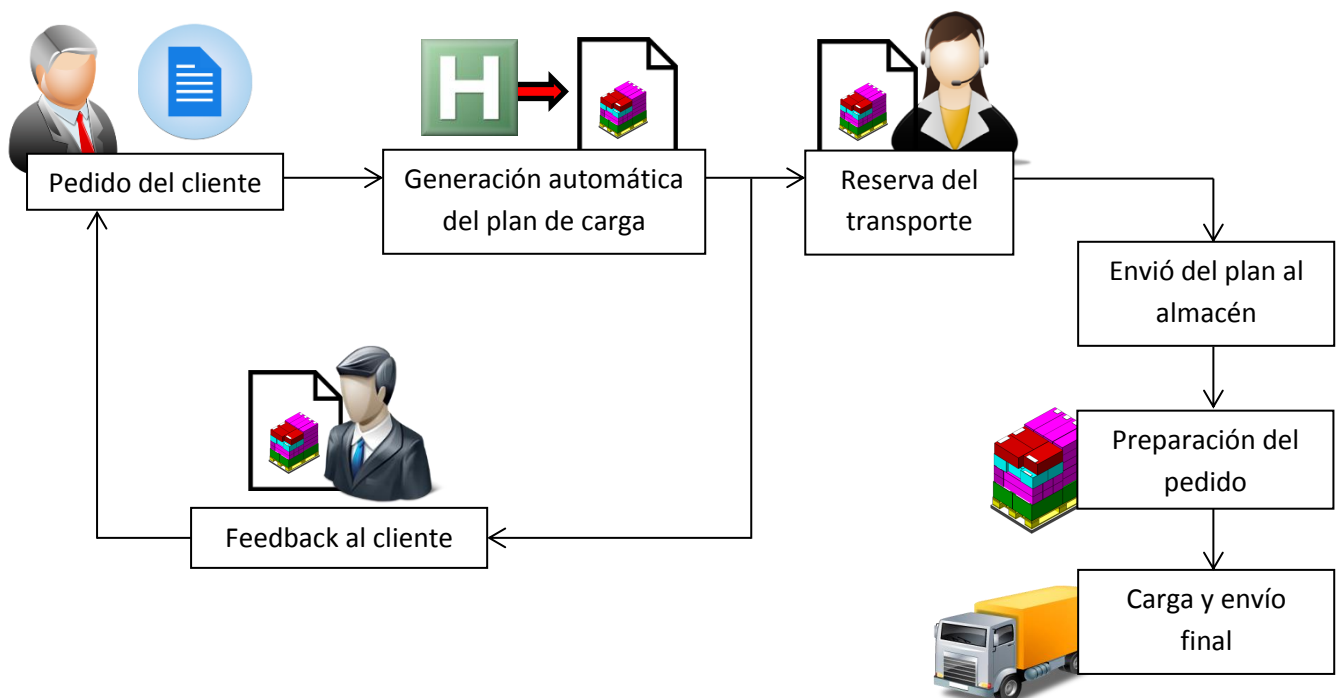 H
Pedido del cliente
Generación automática
del plan de carga
Reserva del
transporte
Envió del plan al
almacén
Preparación del
pedido
Feedback al cliente
Carga y envío
final